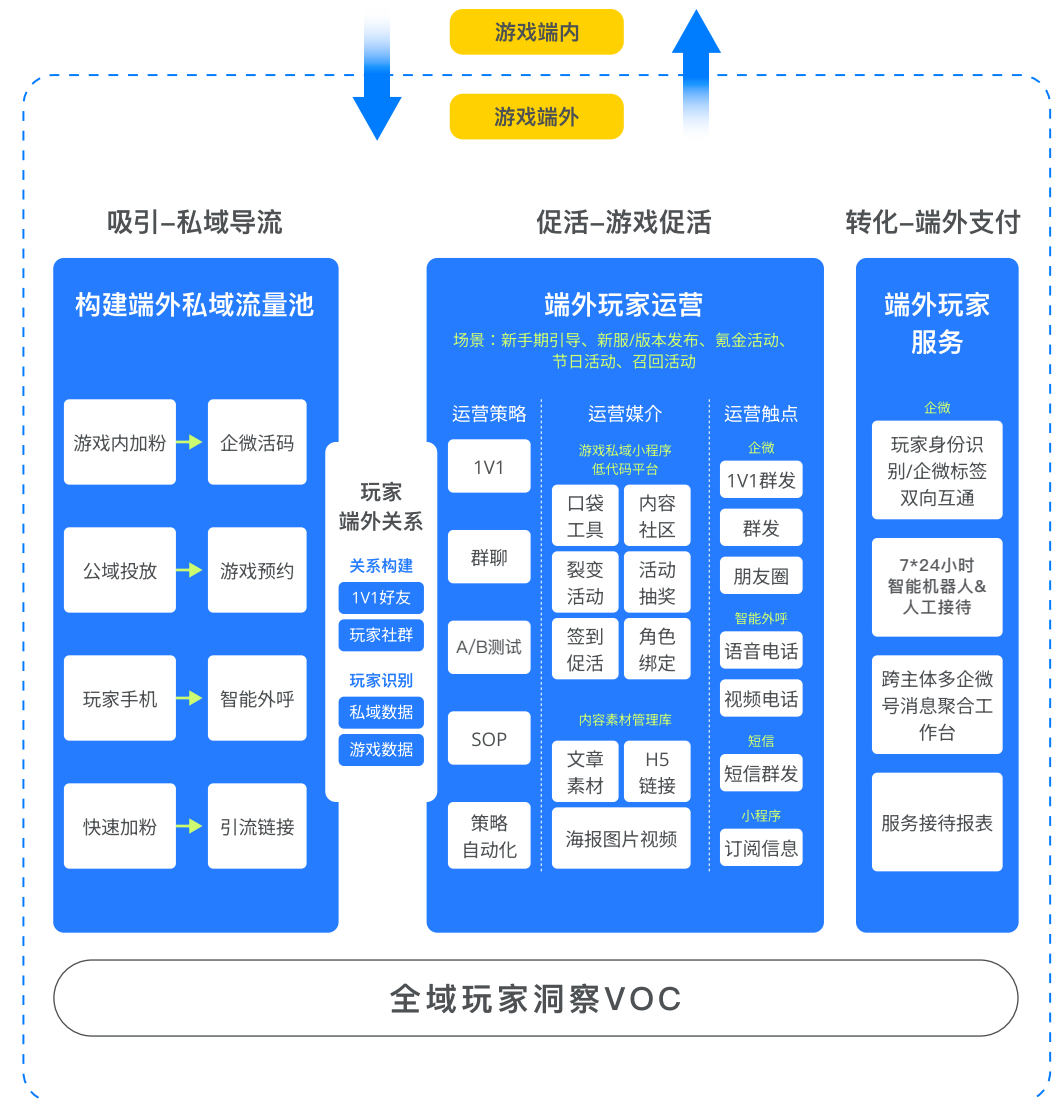 游戏端内
游戏端外
吸引–私域导流
构建端外私域流量池
游戏内加粉
企微活码
公域投放
游戏预约
玩家手机
智能外呼
快速加粉
引流链接
玩家
端外关系
关系构建
1V1好友
玩家社群
玩家识别
私域数据
游戏数据
促活–游戏促活
端外玩家运营
场景：新手期引导、新服/版本发布、氪金活动、
节日活动、召回活动
运营策略
1V1
群聊
A/B测试
SOP
策略
自动化
运营媒介
游戏私域小程序
低代码平台
口袋
工具
内容
社区
裂变
活动
活动
抽奖
签到
促活
角色
绑定
内容素材管理库
文章
素材
H5
链接
海报图片视频
运营触点
企微
1V1群发
群发
朋友圈
智能外呼
语音电话
视频电话
短信
短信群发
小程序
订阅信息
转化–端外支付
端外玩家
服务
企微
玩家身份识
别/企微标签
双向互通
7*24小时
智能机器人&
人工接待
跨主体多企微
号消息聚合工
作台
服务接待报表
全域玩家洞察VOC